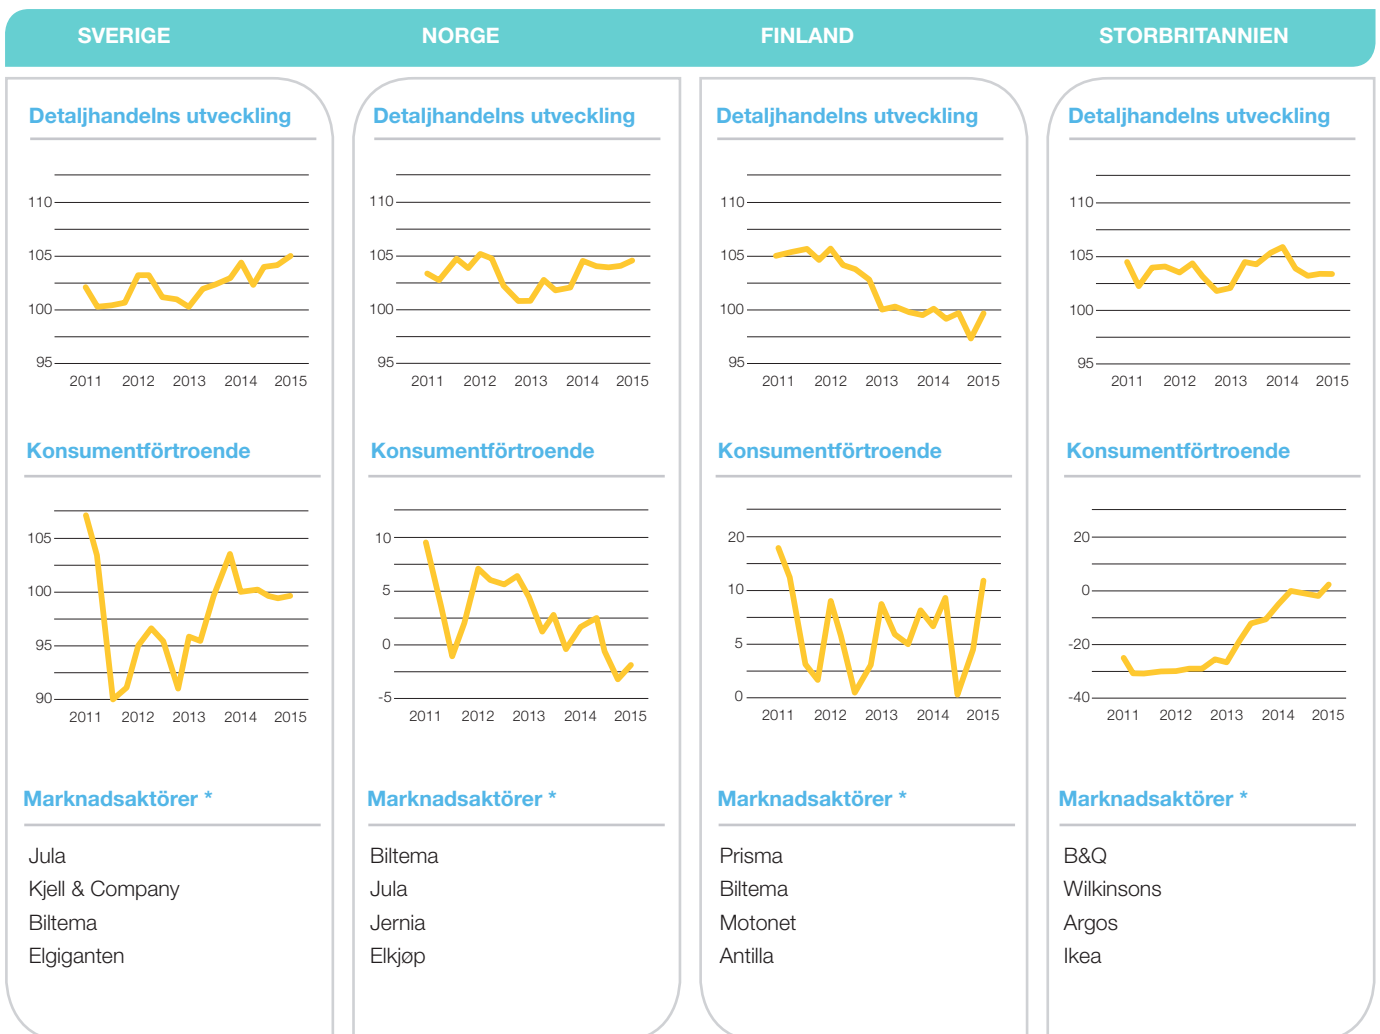 SVERIGE
NORGE
FINLAND
STORBRITANNIEN
Detaljhandelns utveckling
110
105
100
95
2011 2012 2013 2014 2015
Konsumentförtroende
105
100
95
90
2011 2012 2013 2014 2015
Marknadsaktörer *
Jula
Kjell & Company
Biltema
Elgiganten
Detaljhandelns utveckling
110
105
100
95
2011 2012 2013 2014 2015
Konsumentförtroende
10
5
0
-5
2011 2012 2013 2014 2015
Marknadsaktörer *
Biltema
Jula
Jernia
Elkjøp
Detaljhandelns utveckling
110
105
100
95
2011 2012 2013 2014 2015
Konsumentförtroende
20
10
5
0
2011 2012 2013 2014 2015
Marknadsaktörer *
Prisma
Biltema
Motonet
Antilla
Detaljhandelns utveckling
110
105
100
95
2011 2012 2013 2014 2015
Konsumentförtroende
20
0
-20
-40
2011 2012 2013 2014 2015
Marknadsaktörer *
B&Q
Wilkinsons
Argos
Ikea